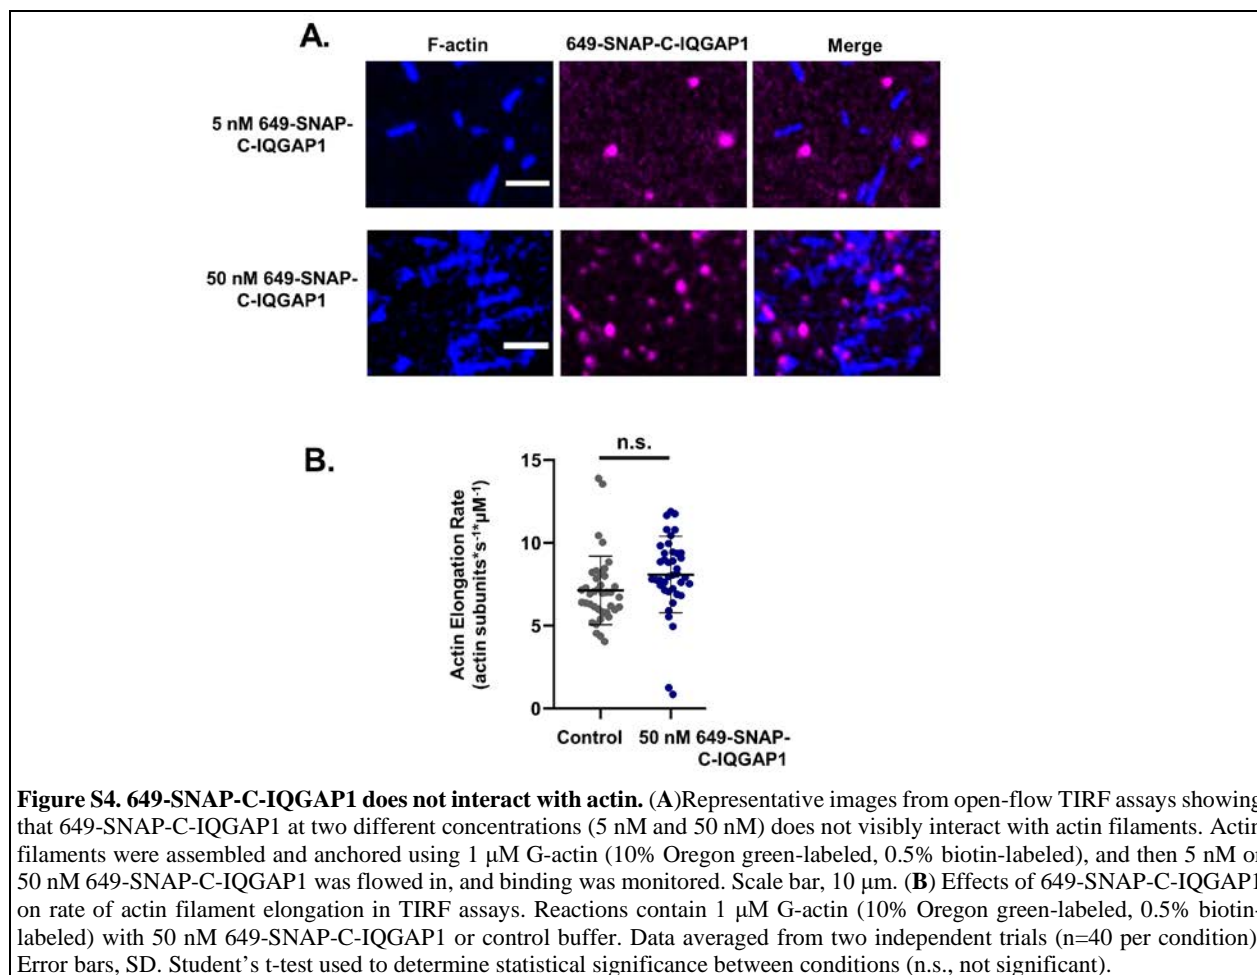 A.
F-actin 649-SNAP-C-IQGAP1 Merge
5 nM 649-SNAP-
C-IQGAP1
50 nM 649-SNAP-
C-IQGAP1
B.
n.s.
15
10
5
0
Actin Elongation Rate
(actin subunits*s⁻¹*µM⁻¹)
Control 50 nM 649-SNAP-
C-IQGAP1
Figure S4. 649-SNAP-C-IQGAP1 does not interact with actin. (A)Representative images from open-flow TIRF assays showing
that 649-SNAP-C-IQGAP1 at two different concentrations (5 nM and 50 nM) does not visibly interact with actin filaments. Actin
filaments were assembled and anchored using 1 μM G-actin (10% Oregon green-labeled, 0.5% biotin-labeled), and then 5 nM or
50 nM 649-SNAP-C-IQGAP1 was flowed in, and binding was monitored. Scale bar, 10 μm. (B) Effects of 649-SNAP-C-IQGAP1
on rate of actin filament elongation in TIRF assays. Reactions contain 1 μM G-actin (10% Oregon green-labeled, 0.5% biotin-
labeled) with 50 nM 649-SNAP-C-IQGAP1 or control buffer. Data averaged from two independent trials (n=40 per condition)
Error bars, SD. Student’s t-test used to determine statistical significance between conditions (n.s., not significant).